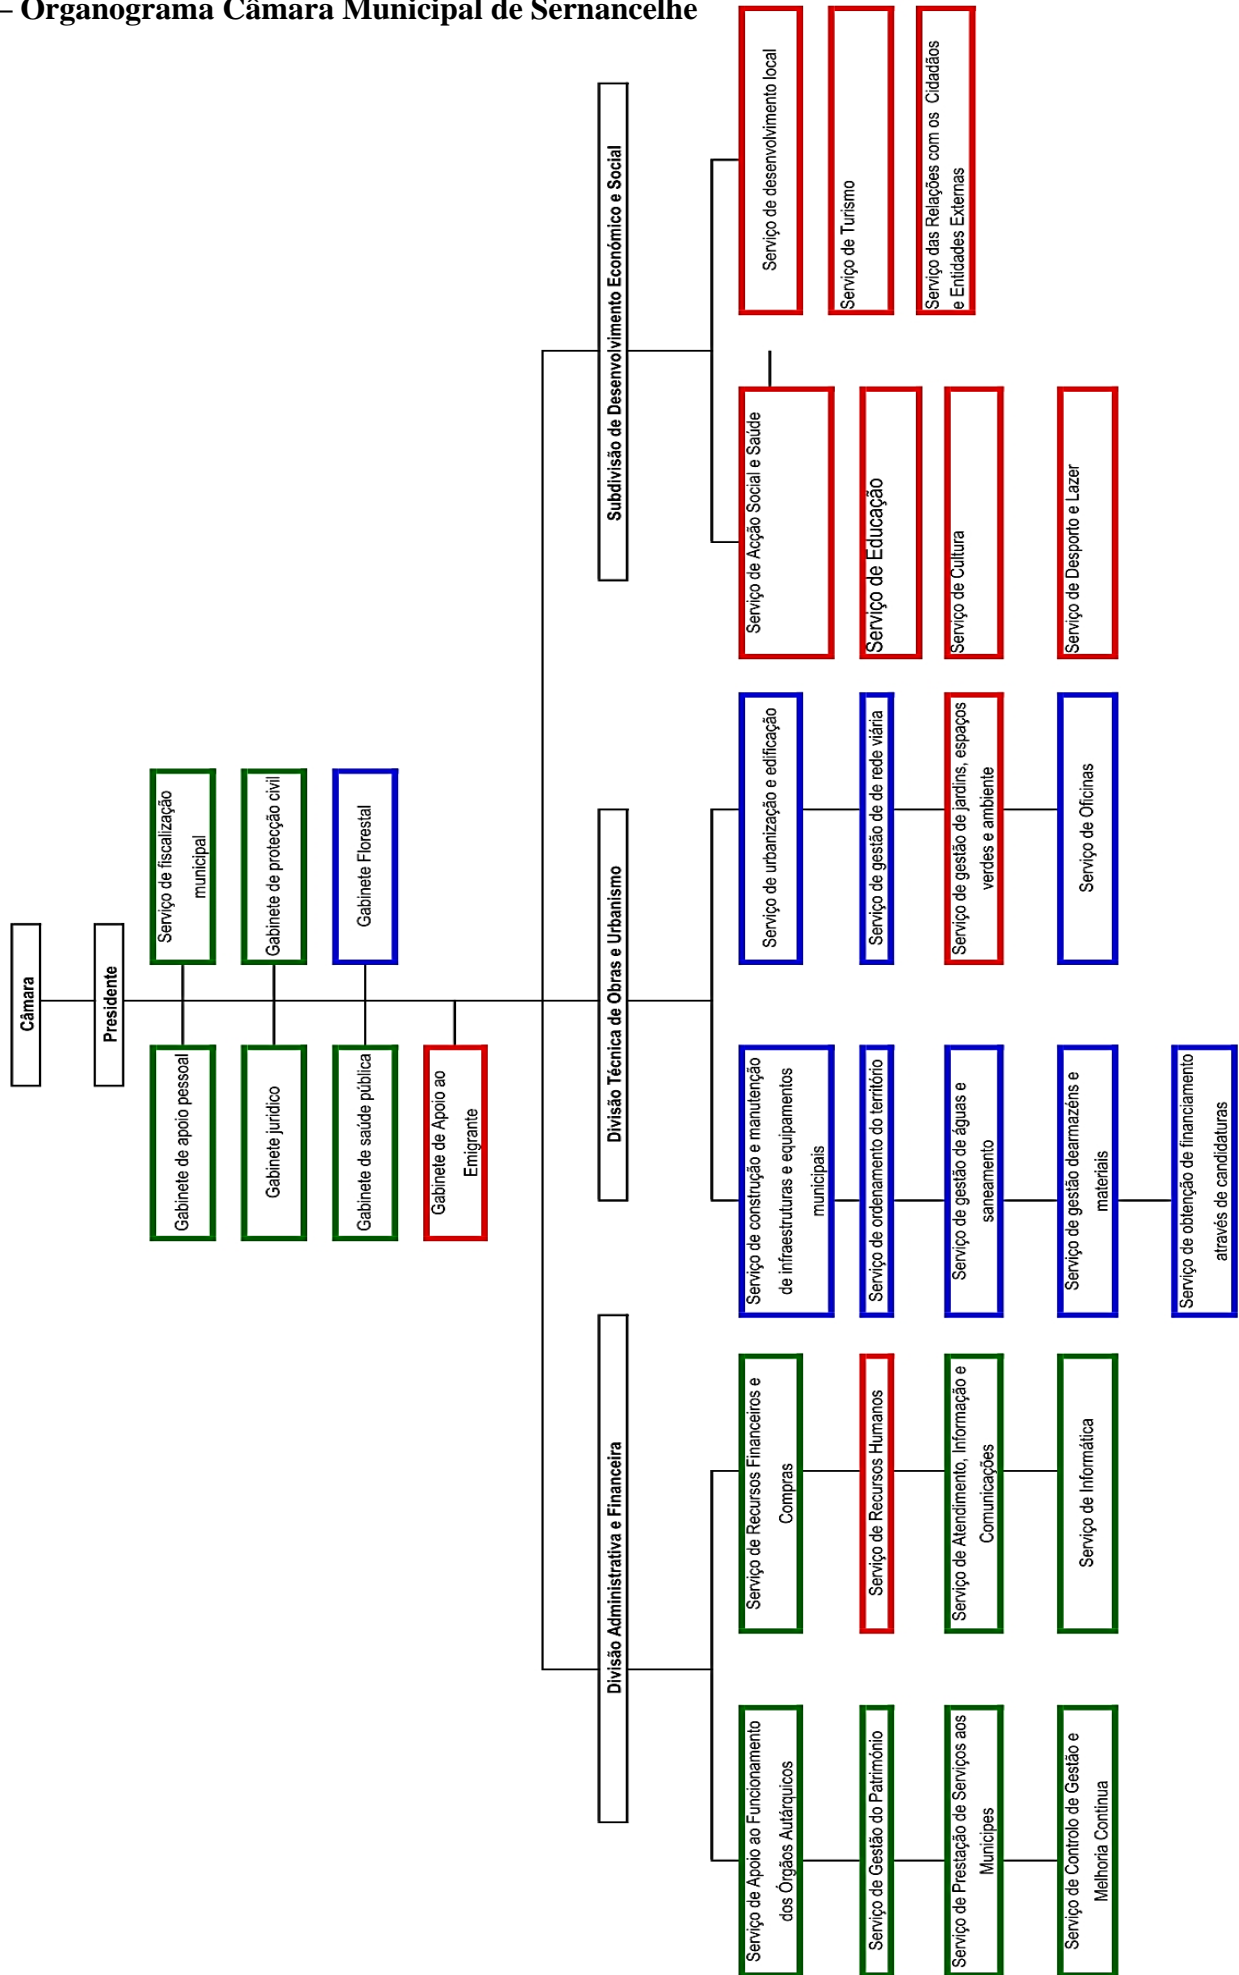 – Organograma Câmara Municipal de Sernancelhe
Câmara
Presidente
Gabinete de apoio pessoal
Serviço de fiscalização
municipal
Gabinete jurídico
Gabinete de protecção civil
Gabinete de saúde pública
Gabinete Florestal
Gabinete de Apoio ao
Emigrante
Divisão Administrativa e Financeira
Divisão Técnica de Obras e Urbanismo
Subdivisão de Desenvolvimento Económico e Social
Serviço de Apoio ao Funcionamento
dos Órgãos Autárquicos
Serviço de Gestão do Património
Serviço de Prestação de Serviços aos
Municipes
Serviço de Controlo de Gestão e
Melhoria Continua
Serviço de Recursos Financeiros e
Compras
Serviço de Recursos Humanos
Serviço de Atendimento, Informação e
Comunicações
Serviço de Informática
Serviço de construção e manutenção
de infraestruturas e equipamentos
municipais
Serviço de ordenamento do território
Serviço de gestão de águas e
saneamento
Serviço de gestão dearmazéns e
materiais
Serviço de obtenção de financiamento
através de candidaturas
Serviço de urbanização e edificação
Serviço de gestão de de rede viária
Serviço de gestão de jardins, espaços
verdes e ambiente
Serviço de Oficinas
Serviço de Acção Social e Saúde
Serviço de Educação
Serviço de Cultura
Serviço de Desporto e Lazer
Serviço de desenvolvimento local
Serviço de Turismo
Serviço das Relações com os Cidadãos
e Entidades Externas